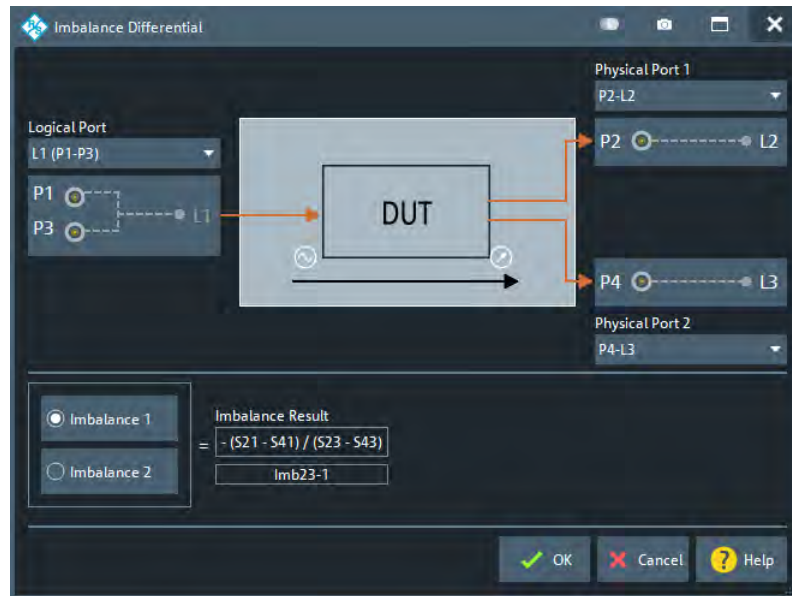 Imbalance Differential
Physical Port 1
P2-L2
Logical Port
L1 (P1-P3)
P2
L2
P1
P3
L1
DUT
P4
L3
Physical Port 2
P4-L3
Imbalance 1
Imbalance 2
=
Imbalance Result
- (S21 - S41) / (S23 - S43)
Imb23-1
OK
Cancel
? Help